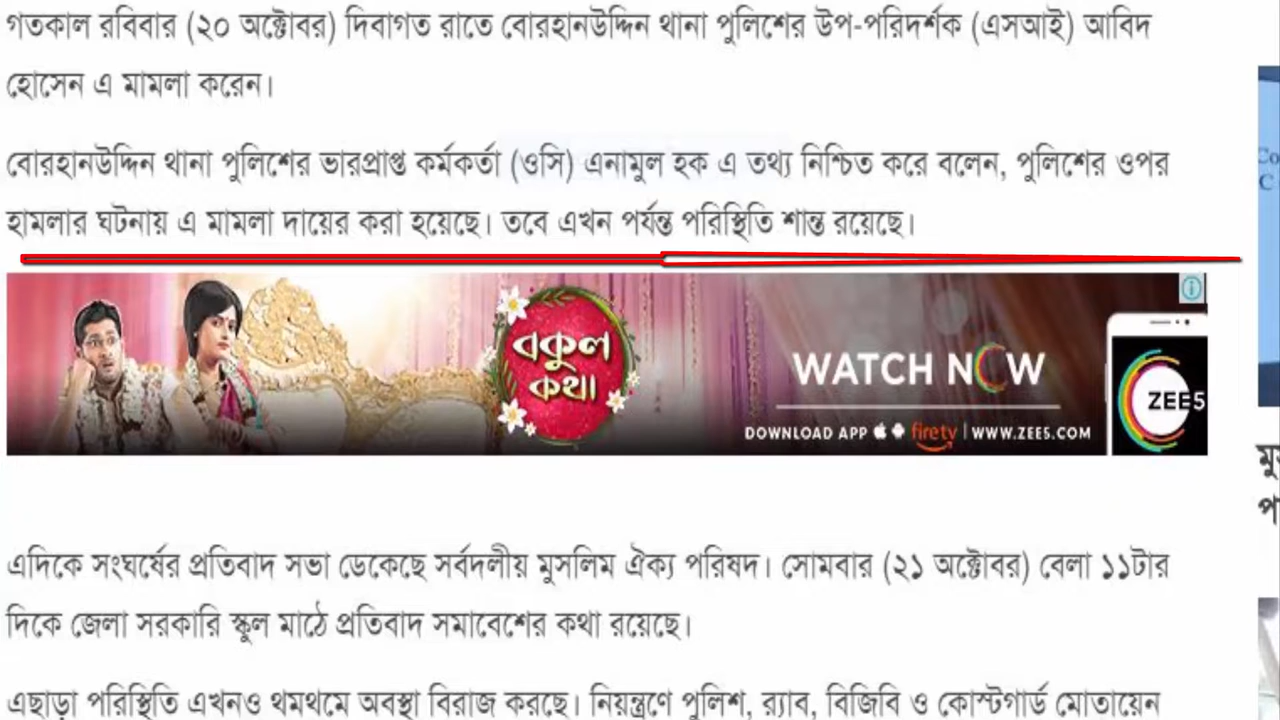 গতকাল রবিবার (২০ অক্টোবর) দিবাগত রাতে বোরহানউদ্দিন থানা পুলিশের উপ-পরিদর্শক (এসআই) আবিদ
হোসেন এ মামলা করেন।
বোরহানউদ্দিন থানা পুলিশের ভারপ্রাপ্ত কর্মকর্তা (ওসি) এনামুল হক এ তথ্য নিশ্চিত করে বলেন, পুলিশের ওপর
হামলার ঘটনায় এ মামলা দায়ের করা হয়েছে। তবে এখন পর্যন্ত পরিস্থিতি শান্ত রয়েছে।
বকুল
কথা
WATCH NOW
DOWNLOAD APP firetv | WWW.ZEE5.COM
ZEE5
এদিকে সংঘর্ষের প্রতিবাদ সভা ডেকেছে সর্বদলীয় মুসলিম ঐক্য পরিষদ। সোমবার (২১ অক্টোবর) বেলা ১১টার
দিকে জেলা সরকারি স্কুল মাঠে প্রতিবাদ সমাবেশের কথা রয়েছে।
এছাড়া পরিস্থিতি এখনও থমথমে অবস্থা বিরাজ করছে। নিয়ন্ত্রণে পুলিশ, র‍্যাব, বিজিবি ও কোস্টগার্ড মোতায়েন